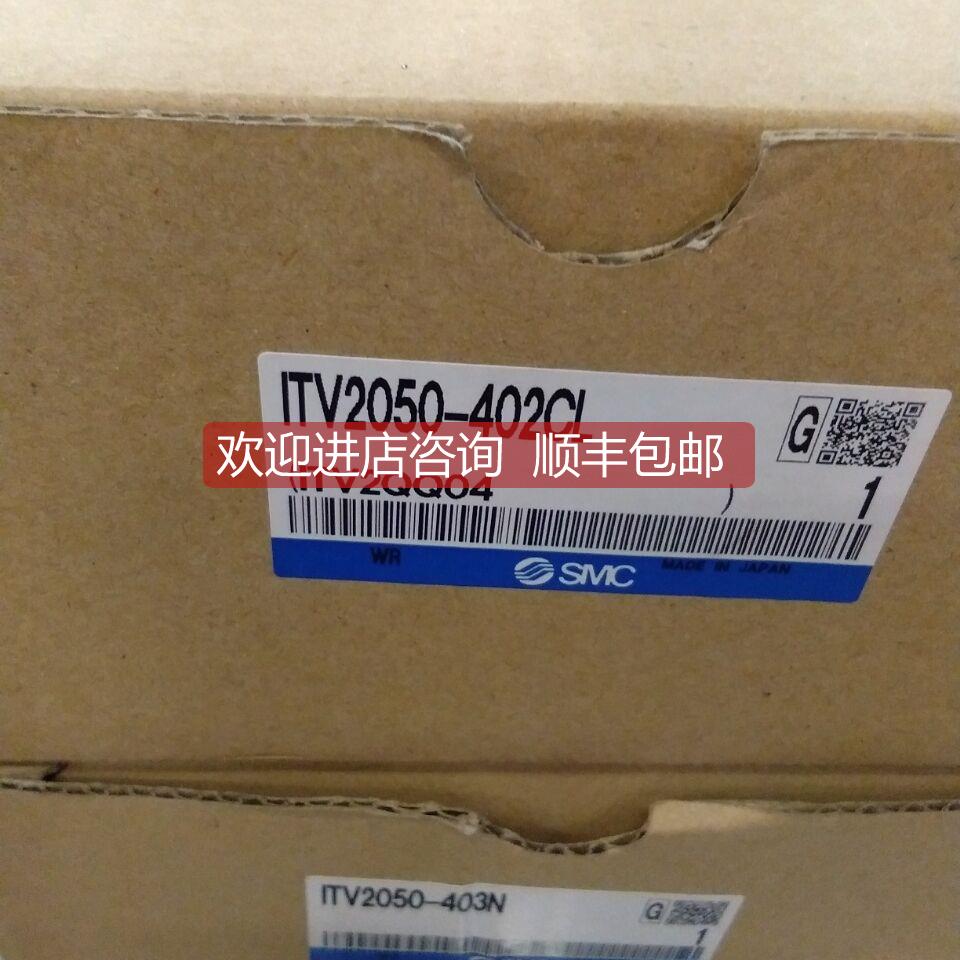 ITV2050-402CL
G
欢迎进店咨询 顺丰包邮
(ITV2QQ04 )
1
WR
SMC
MADE IN JAPAN
ITV2050-403N
G
1